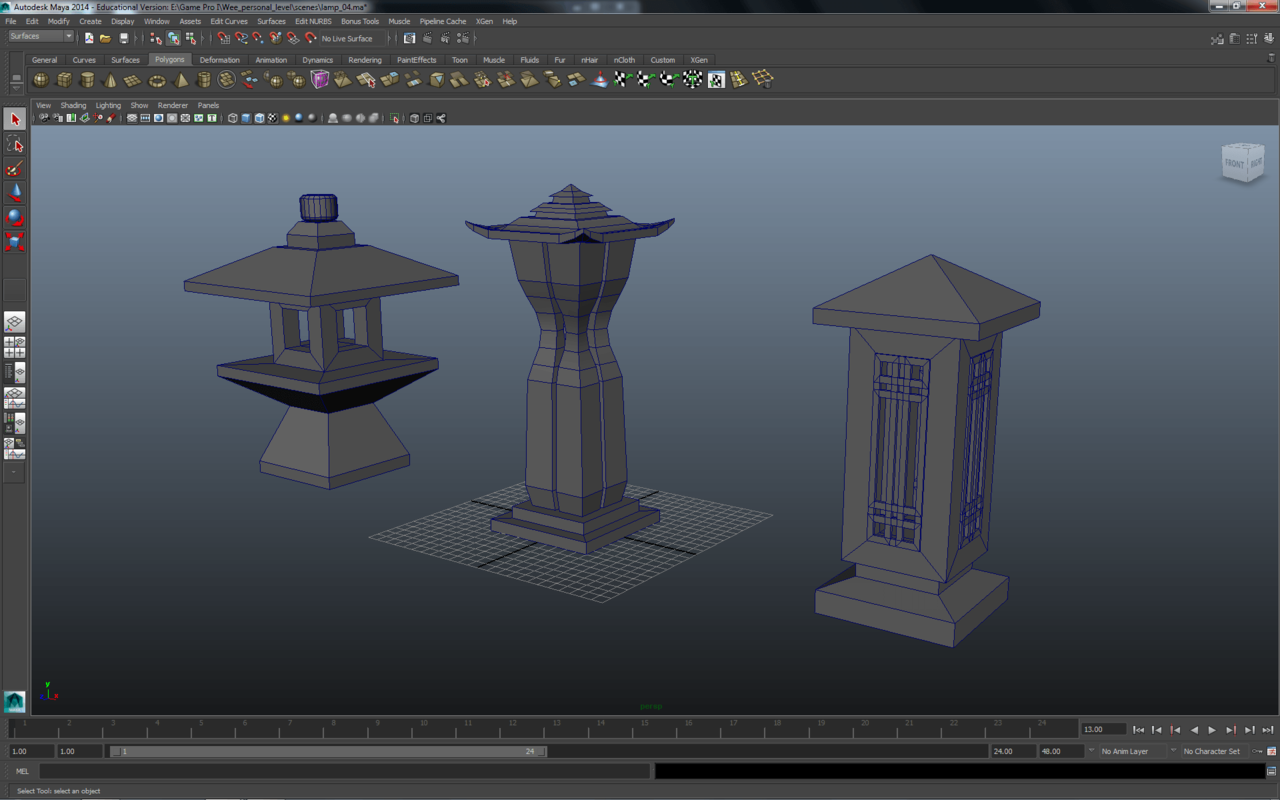 Autodesk Maya 2014 - Educational Version: E:\Game Pro I\Wee_personal_level\scenes\lamp_04.ma*
File Edit Modify Create Display Window Assets Edit Curves Surfaces Edit NURBS Bonus Tools Muscle Pipeline Cache XGen Help
Surfaces No Live Surface
General Curves Surfaces Polygons Deformation Animation Dynamics Rendering PaintEffects Toon Muscle Fluids Fur nHair nCloth Custom XGen
View Shading Lighting Show Renderer Panels
FRONT SIDE
y
x
persp
1 2 3 4 5 6 7 8 9 10 11 12 13 14 15 16 17 18 19 20 21 22 23 24 13.00
1.00 1.00 1 24 24.00 48.00 No Anim Layer No Character Set
MEL
Select Tool: select an object